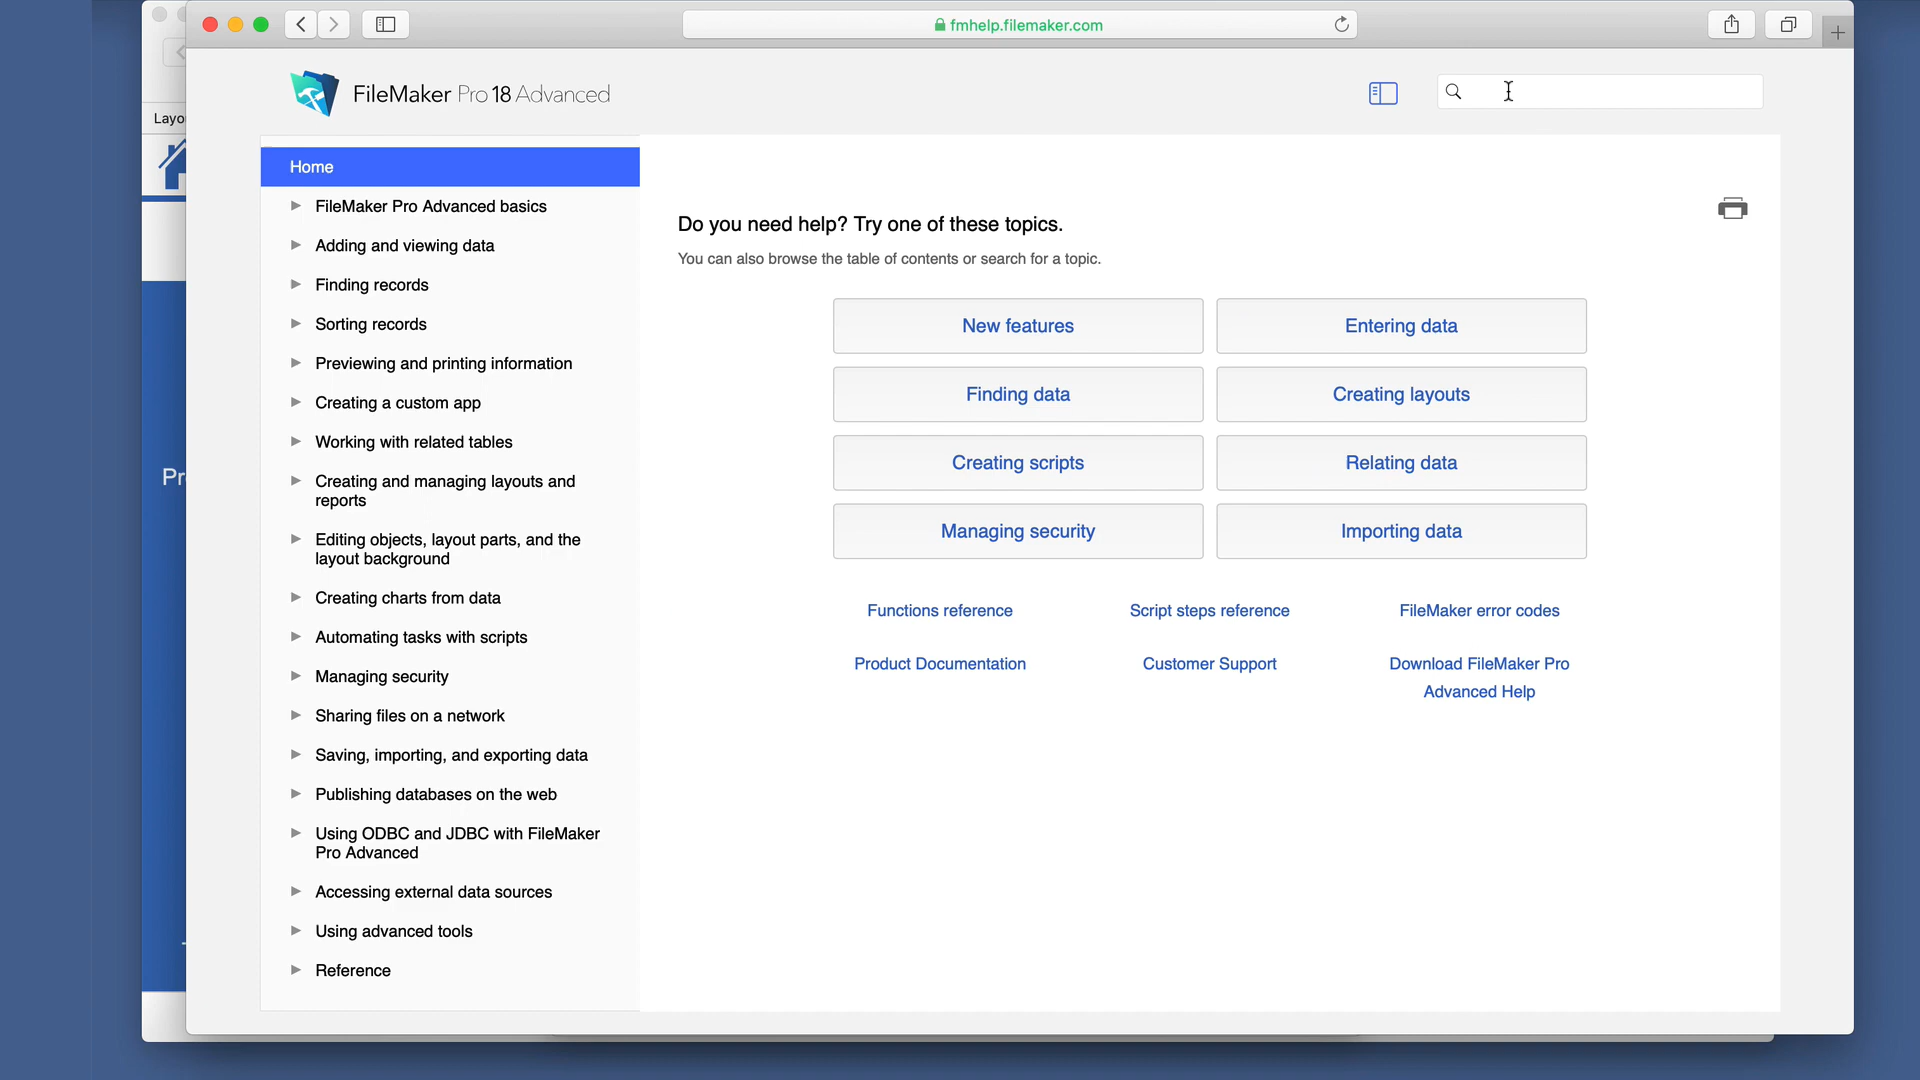 fmhelp.filemaker.com
FileMaker Pro 18 Advanced
Layou
Home
FileMaker Pro Advanced basics
Adding and viewing data
Finding records
Sorting records
Previewing and printing information
Creating a custom app
Working with related tables
Creating and managing layouts and
reports
Editing objects, layout parts, and the
layout background
Creating charts from data
Automating tasks with scripts
Managing security
Sharing files on a network
Saving, importing, and exporting data
Publishing databases on the web
Using ODBC and JDBC with FileMaker
Pro Advanced
Accessing external data sources
Using advanced tools
Reference
Pr
Do you need help? Try one of these topics.
You can also browse the table of contents or search for a topic.
New features
Entering data
Finding data
Creating layouts
Creating scripts
Relating data
Managing security
Importing data
Functions reference
Script steps reference
FileMaker error codes
Product Documentation
Customer Support
Download FileMaker Pro
Advanced Help